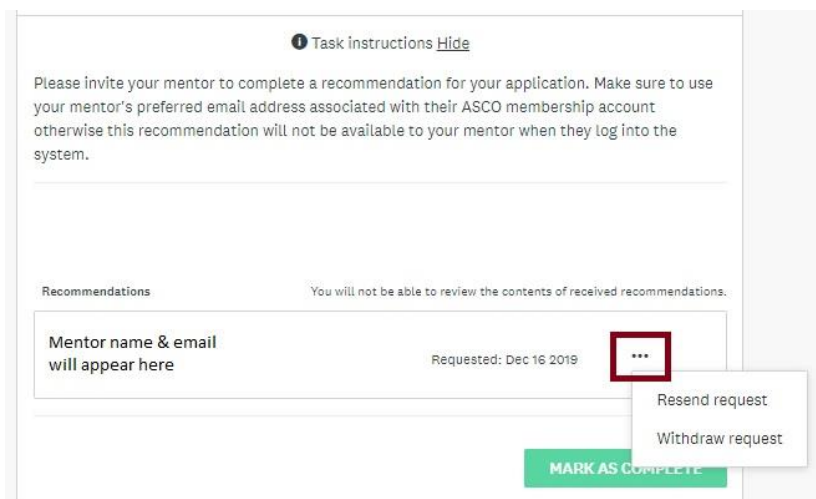 Task instructions Hide
Please invite your mentor to complete a recommendation for your application. Make sure to use
your mentor's preferred email address associated with their ASCO membership account
otherwise this recommendation will not be available to your mentor when they log into the
system.
Recommendations You will not be able to review the contents of received recommendations.
Mentor name & email
will appear here
Requested: Dec 16 2019
Resend request
Withdraw request
MARK AS COMPLETE